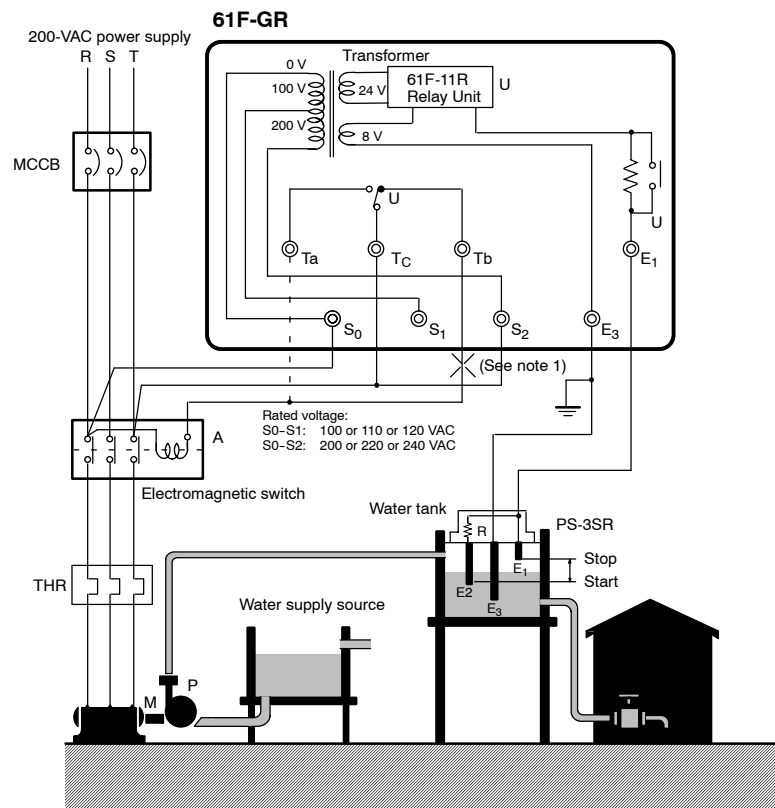 61F-GR
200-VAC power supply
R S T
MCCB
0 V
100 V
200 V
Transformer
24 V
8 V
61F-11R
Relay Unit
U
U
U
Ta
TC
Tb
E1
S0
S1
S2
E3
(See note 1)
Rated voltage:
S0-S1: 100 or 110 or 120 VAC
S0-S2: 200 or 220 or 240 VAC
A
Electromagnetic switch
THR
Water tank
PS-3SR
R
E1
E2
E3
Stop
Start
Water supply source
M
P